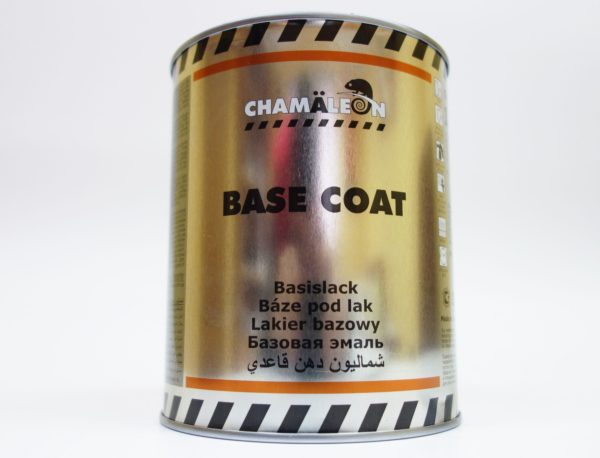 CHAMÄLEON
BASE COAT
Basislack
Báze pod lak
Lakier bazowy
Базовая эмаль
شماليون دهن قاعدي